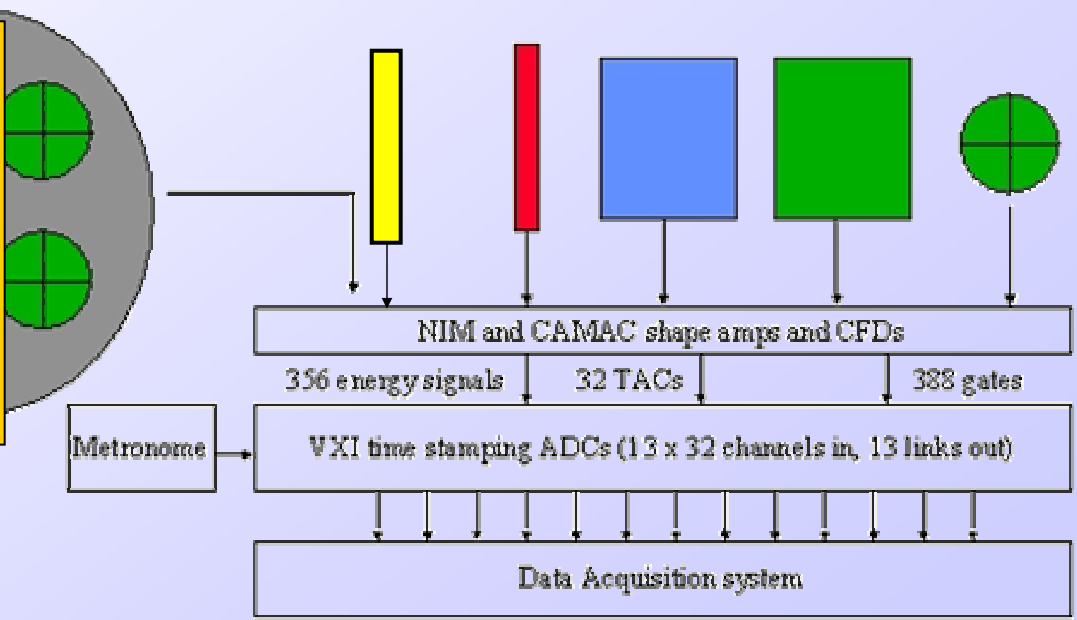 NIM and CAMAC shape amps and CFDs
356 energy signals 32 TACs 388 gates
Metronome VXI time stamping ADCs (13 x 32 channels in, 13 links out)
Data Acquisition system